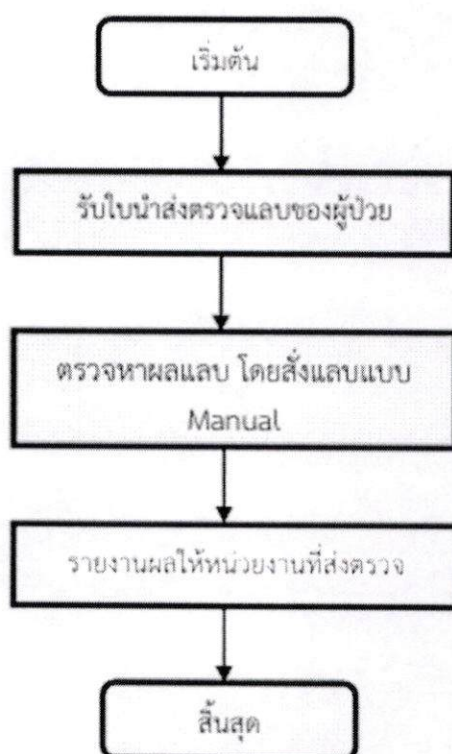 เริ่มต้น
รับใบนำส่งตรวจแลบของผู้ป่วย
ตรวจหาผลแลบ โดยสั่งแลบแบบ
Manual
รายงานผลให้หน่วยงานที่ส่งตรวจ
สิ้นสุด